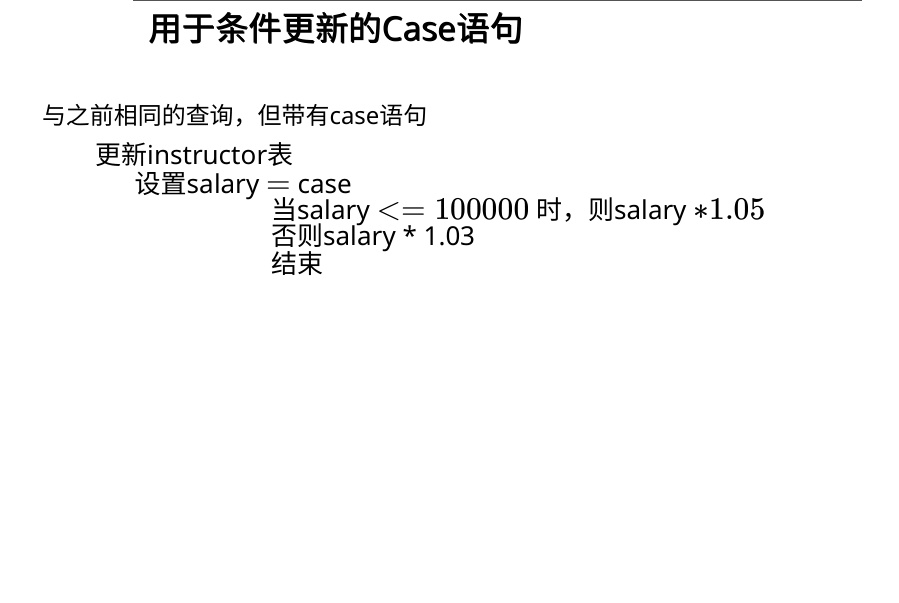 用于条件更新的Case语句
与之前相同的查询，但带有case语句
更新instructor表
设置salary = case
当salary <= 100000 时，则salary *1.05
否则salary * 1.03
结束